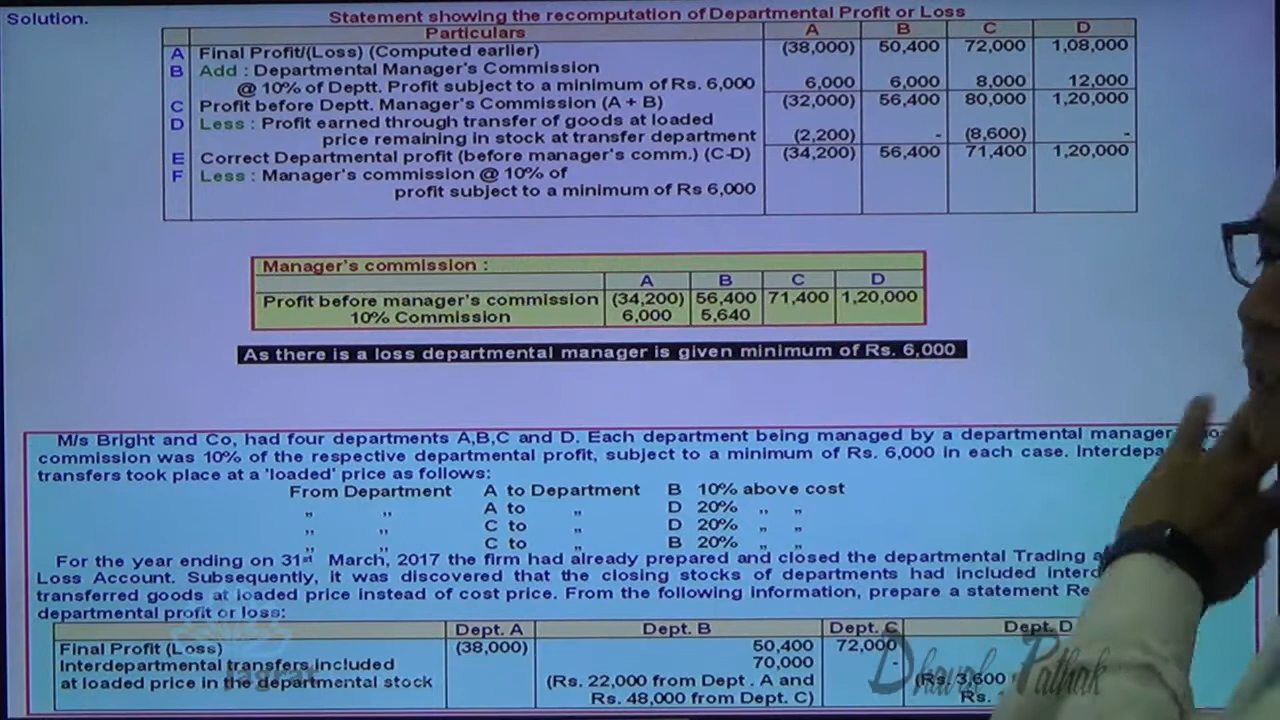 Solution.
Statement showing the recomputation of Departmental Profit or Loss
Particulars A B C D
A Final Profit/(Loss) (Computed earlier) (38,000) 50,400 72,000 1,08,000
B Add : Departmental Manager's Commission
@ 10% of Deptt. Profit subject to a minimum of Rs. 6,000 6,000 6,000 8,000 12,000
C Profit before Deptt. Manager's Commission (A + B) (32,000) 56,400 80,000 1,20,000
D Less : Profit earned through transfer of goods at loaded
price remaining in stock at transfer department (2,200) - (8,600) -
E Correct Departmental profit (before manager's comm.) (C-D) (34,200) 56,400 71,400 1,20,000
F Less : Manager's commission @ 10% of
profit subject to a minimum of Rs 6,000
Manager's commission :
A B C D
Profit before manager's commission (34,200) 56,400 71,400 1,20,000
10% Commission 6,000 5,640
As there is a loss departmental manager is given minimum of Rs. 6,000
M/s Bright and Co, had four departments A,B,C and D. Each department being managed by a departmental manager
commission was 10% of the respective departmental profit, subject to a minimum of Rs. 6,000 in each case.
transfers took place at a 'loaded' price as follows:
From Department A to Department B 10% above cost
„ „ A to „ D 20% „ „
„ „ C to „ D 20% „ „
„ „ C to „ B 20% „ „
For the year ending on 31st March, 2017 the firm had already prepared and closed the departmental Trading
Loss Account. Subsequently, it was discovered that the closing stocks of departments had included
transferred goods at loaded price instead of cost price. From the following information, prepare a statement
departmental profit or loss:
Dept. A Dept. B Dept. C Dept. D
Final Profit (Loss) (38,000) 50,400 72,000
Interdepartmental transfers included 70,000 -
at loaded price in the departmental stock (Rs. 22,000 from Dept . A and (Rs. 3,600
Rs. 48,000 from Dept. C) Rs.
Jagrat
Dhaval Pathak